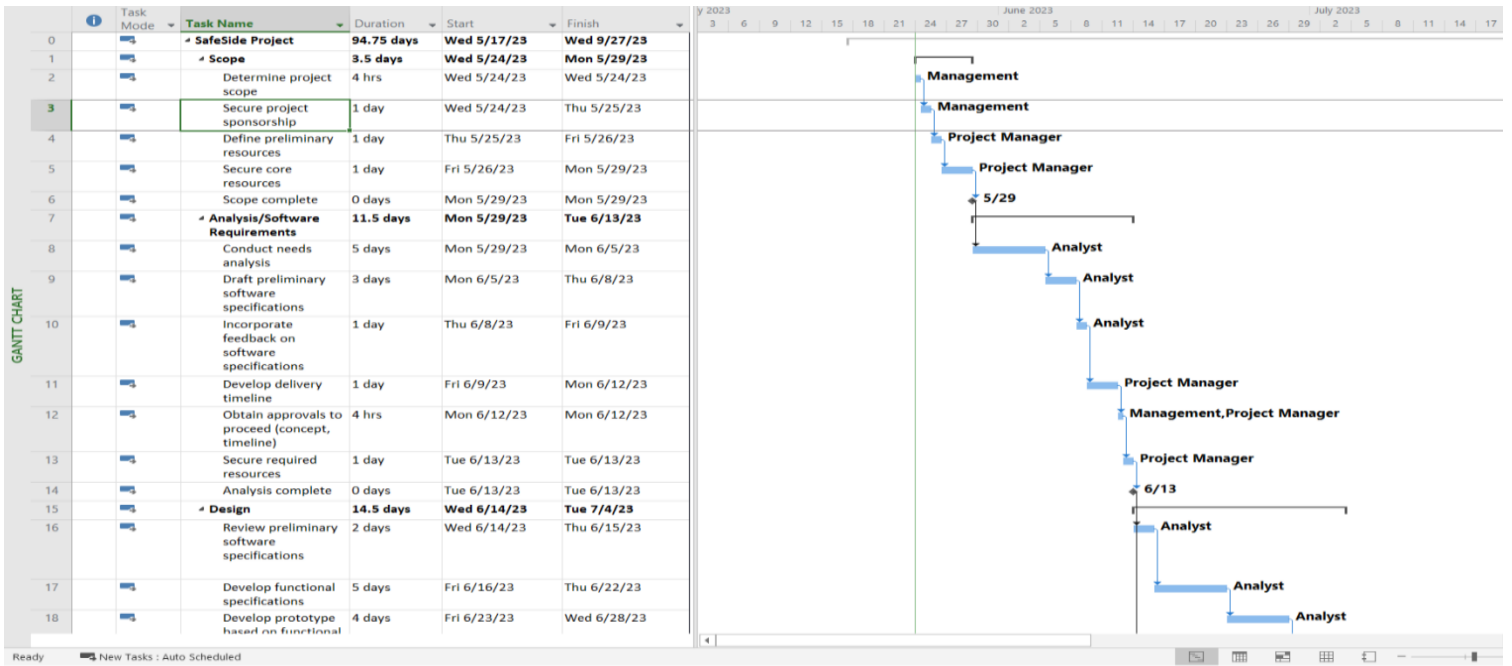 y 2023 June 2023 July 2023
Task Mode Task Name Duration Start Finish 3 6 9 12 15 18 21 24 27 30 2 5 8 11 14 17 20 23 26 29 2 5 8 11 14 17
0 SafeSide Project 94.75 days Wed 5/17/23 Wed 9/27/23
1 Scope 3.5 days Wed 5/24/23 Mon 5/29/23
2 Determine project 4 hrs Wed 5/24/23 Wed 5/24/23 Management
scope
3 Secure project 1 day Wed 5/24/23 Thu 5/25/23 Management
sponsorship
4 Define preliminary 1 day Thu 5/25/23 Fri 5/26/23 Project Manager
resources
5 Secure core 1 day Fri 5/26/23 Mon 5/29/23 Project Manager
resources
6 Scope complete 0 days Mon 5/29/23 Mon 5/29/23 5/29
7 Analysis/Software 11.5 days Mon 5/29/23 Tue 6/13/23
Requirements
8 Conduct needs 5 days Mon 5/29/23 Mon 6/5/23 Analyst
analysis
9 Draft preliminary 3 days Mon 6/5/23 Thu 6/8/23 Analyst
software
specifications
10 Incorporate 1 day Thu 6/8/23 Fri 6/9/23 Analyst
feedback on
software
specifications
11 Develop delivery 1 day Fri 6/9/23 Mon 6/12/23 Project Manager
timeline
12 Obtain approvals to 4 hrs Mon 6/12/23 Mon 6/12/23 Management,Project Manager
proceed (concept,
timeline)
13 Secure required 1 day Tue 6/13/23 Tue 6/13/23 Project Manager
resources
14 Analysis complete 0 days Tue 6/13/23 Tue 6/13/23 6/13
15 Design 14.5 days Wed 6/14/23 Tue 7/4/23
16 Review preliminary 2 days Wed 6/14/23 Thu 6/15/23 Analyst
software
specifications
17 Develop functional 5 days Fri 6/16/23 Thu 6/22/23 Analyst
specifications
18 Develop prototype 4 days Fri 6/23/23 Wed 6/28/23 Analyst
based on functional
GANTT CHART
Ready New Tasks : Auto Scheduled